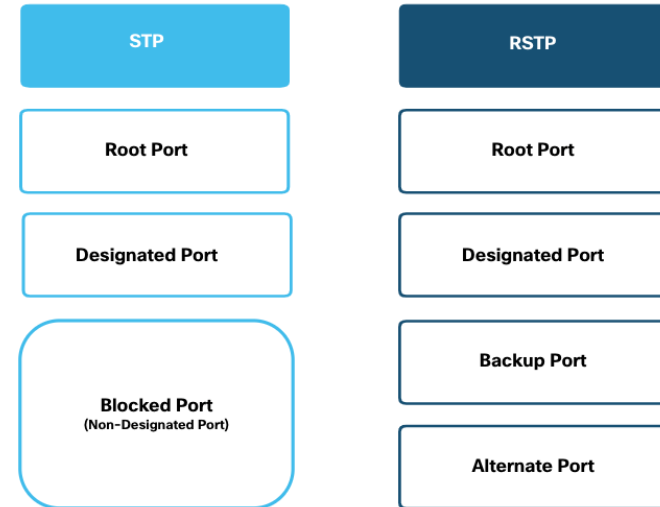 STP
Root Port
Designated Port
Blocked Port
(Non-Designated Port)
RSTP
Root Port
Designated Port
Backup Port
Alternate Port